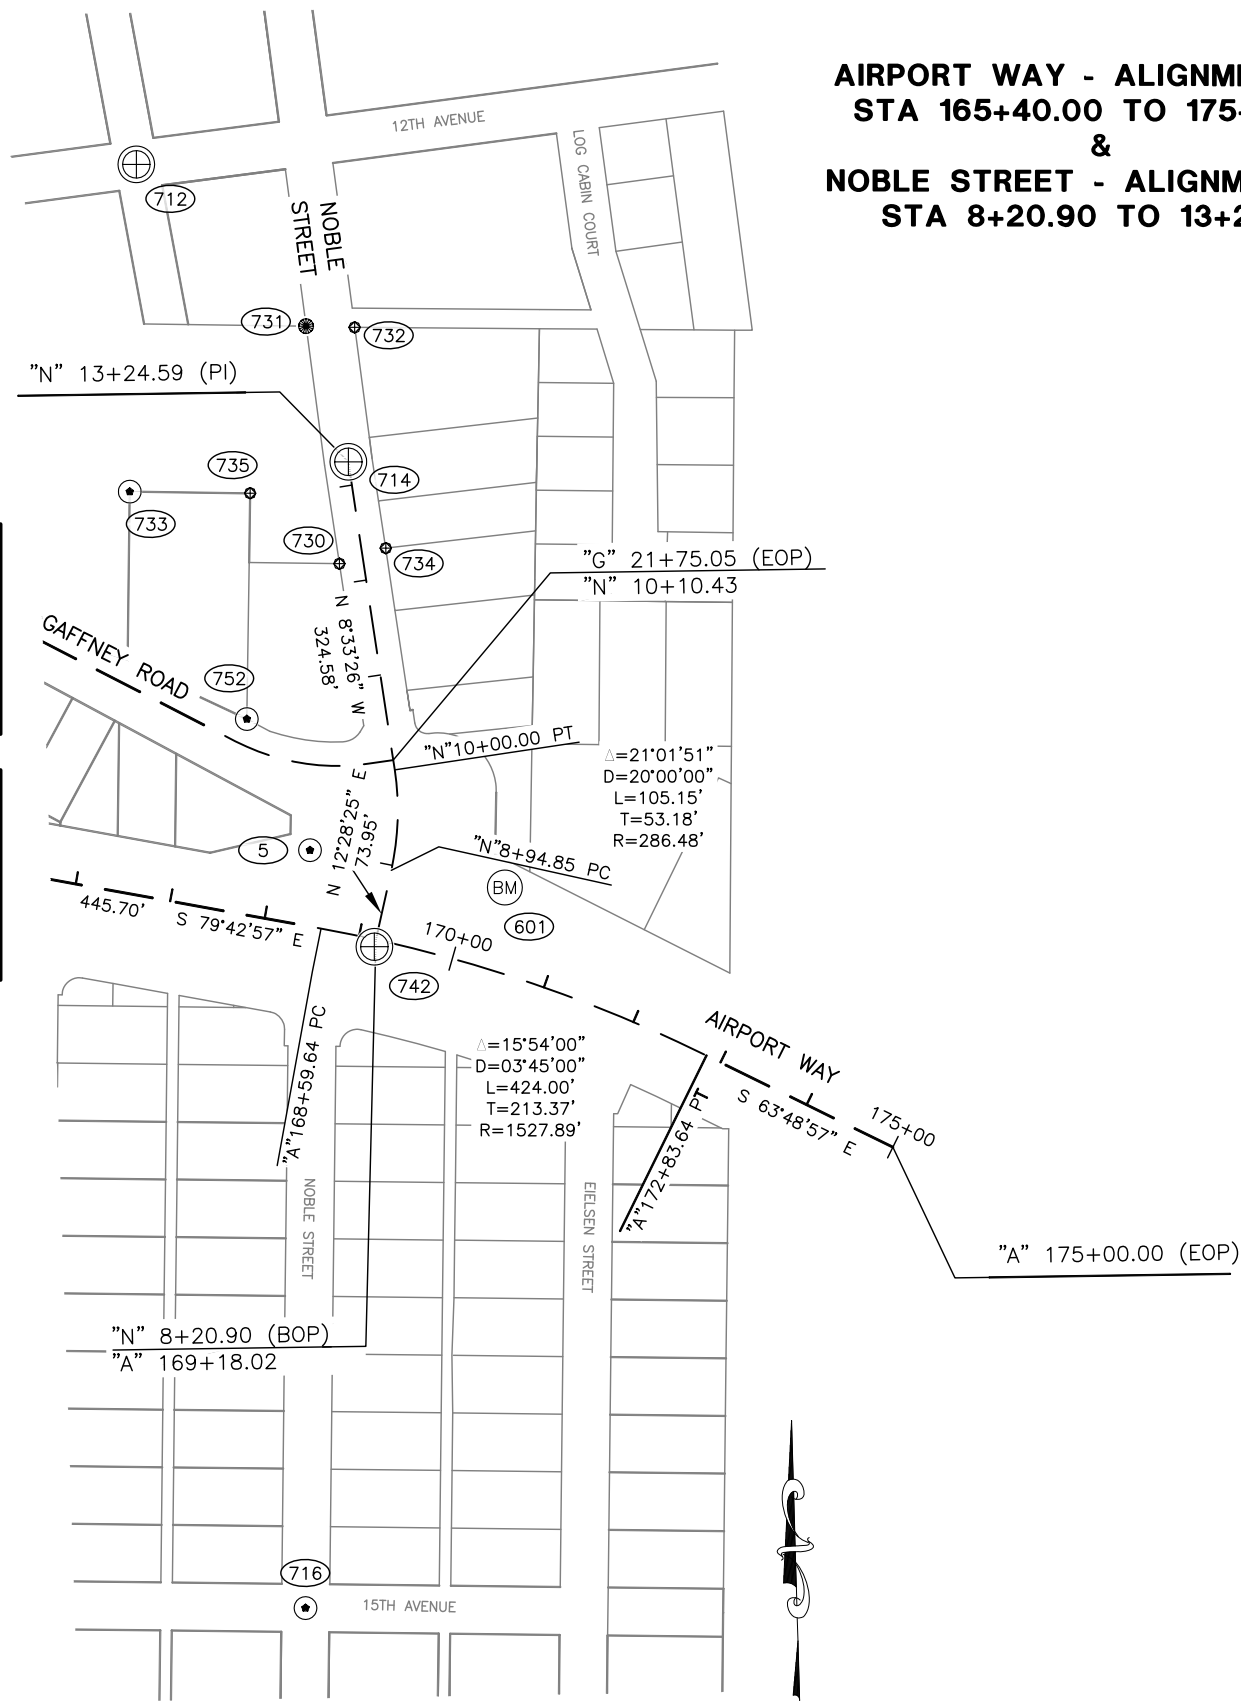 AIRPORT WAY - ALIGNM
STA 165+40.00 TO 175
&
NOBLE STREET - ALIGNM
STA 8+20.90 TO 13+2
12TH AVENUE
LOG CABIN COURT
712
NOBLE
STREET
731
732
"N" 13+24.59 (PI)
735
714
733
730
734
"G" 21+75.05 (EOP)
"N" 10+10.43
N 8°33'26" W
324.58'
GAFFNEY ROAD
752
"N"10+00.00 PT
△=21°01'51"
D=20°00'00"
L=105.15'
T=53.18'
R=286.48'
N 12°28'25" E
73.95'
5
"N"8+94.85 PC
BM
601
445.70'
S 79°42'57" E
170+00
742
"A"168+59.64 PC
AIRPORT WAY
△=15°54'00"
D=03°45'00"
L=424.00'
T=213.37'
R=1527.89'
S 63°48'57" E
175+00
"A"172+83.64 PT
NOBLE STREET
EIELSEN STREET
"A" 175+00.00 (EOP)
"N" 8+20.90 (BOP)
"A" 169+18.02
716
15TH AVENUE